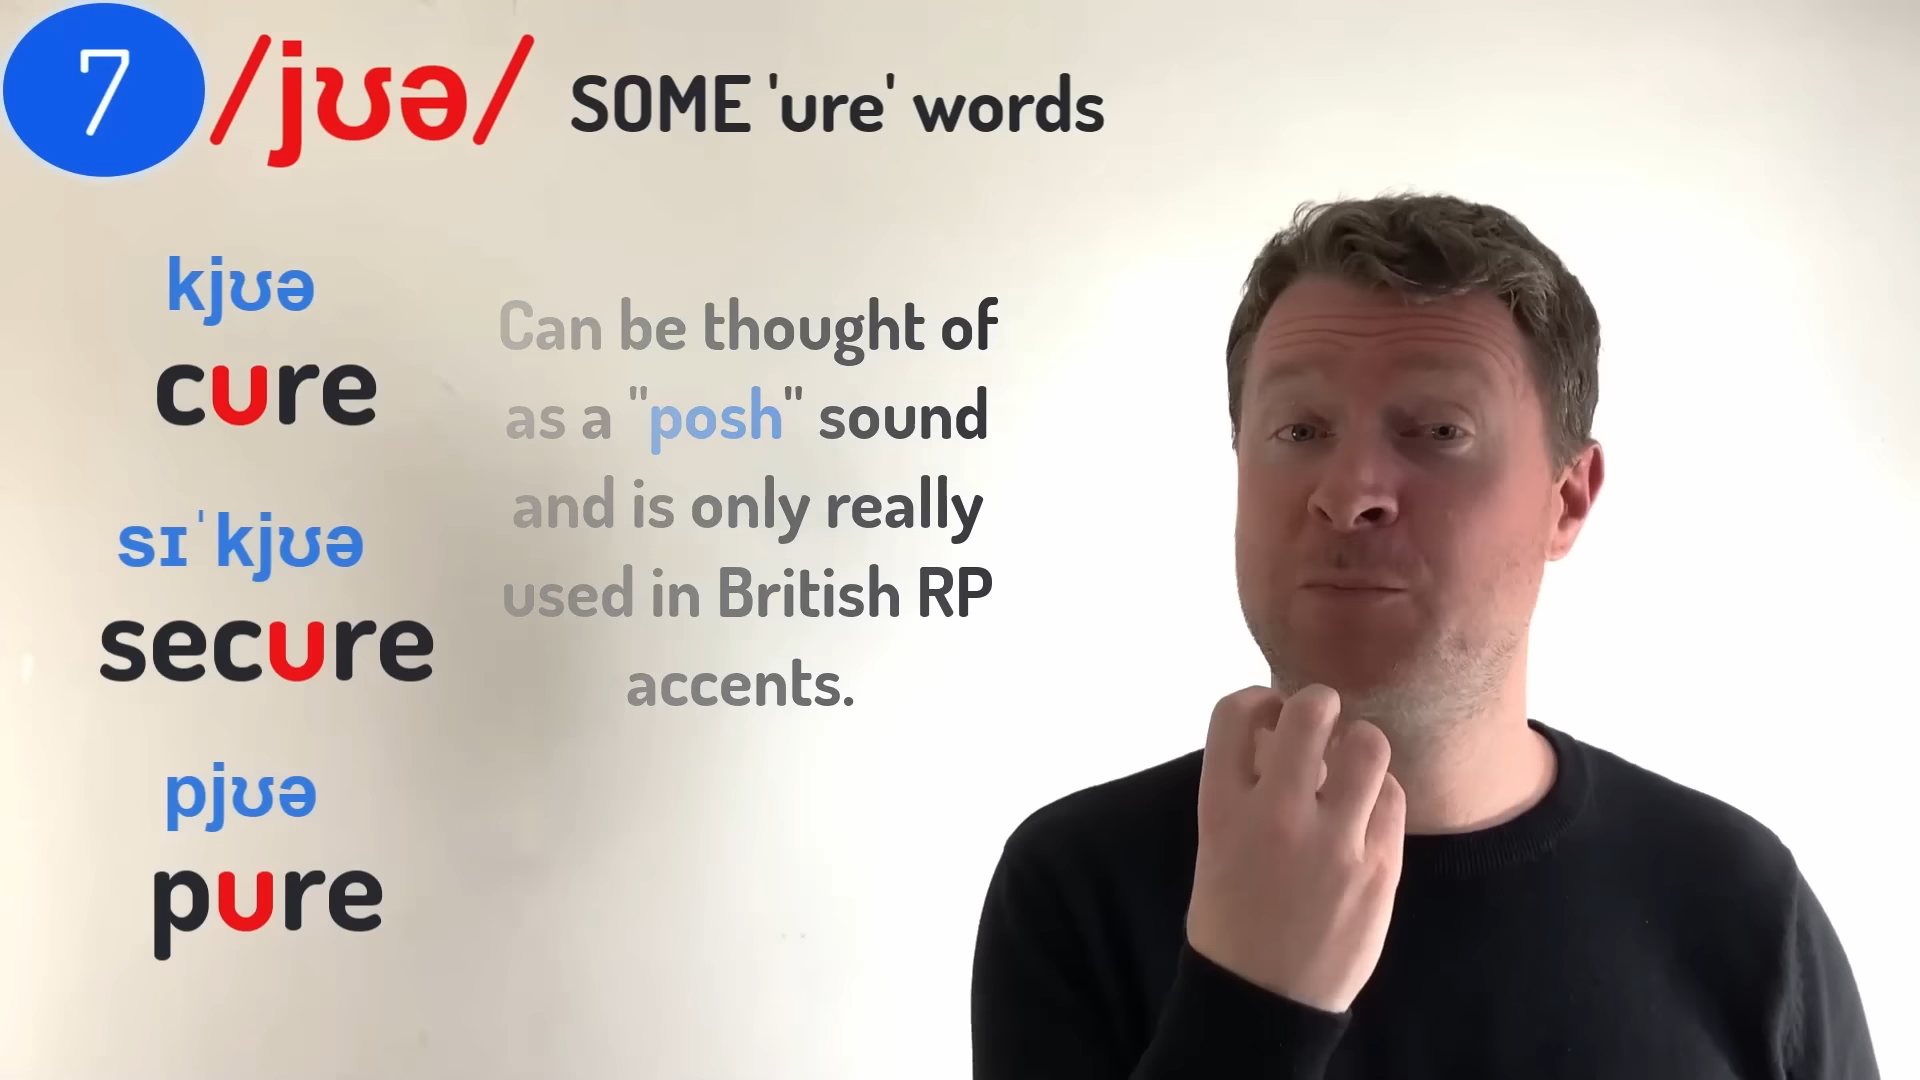 7 /jʊə/ SOME 'ure' words
kjʊə
cure
sɪˈkjʊə
secure
pjʊə
pure
Can be thought of
as a "posh" sound
and is only really
used in British RP
accents.